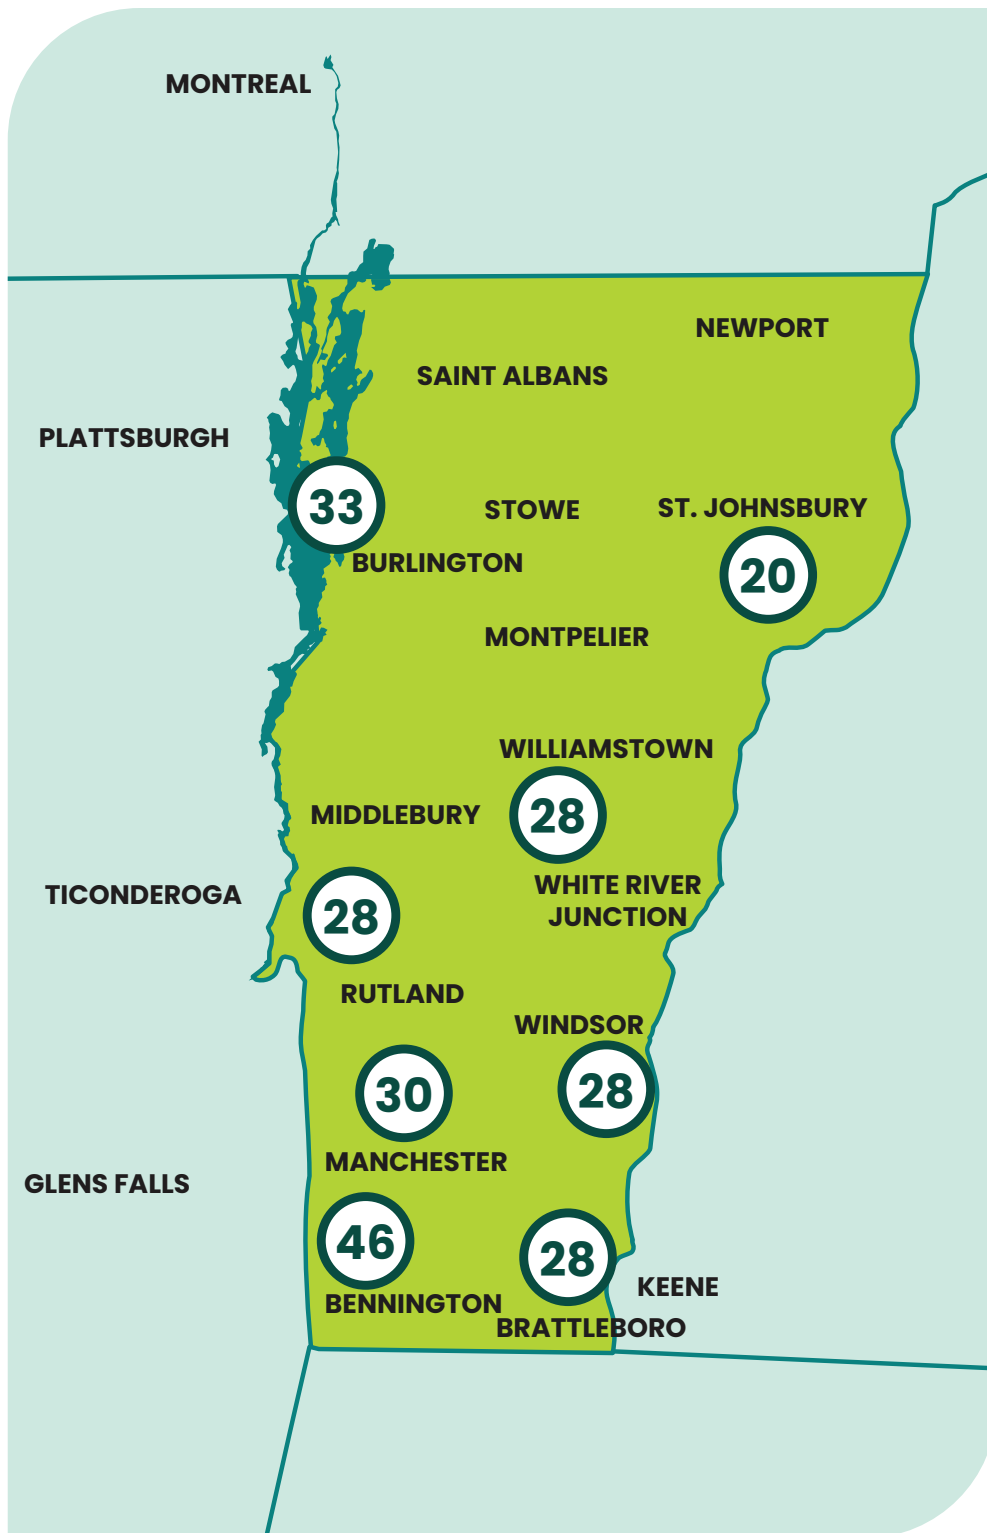 MONTREAL
NEWPORT
SAINT ALBANS
PLATTSBURGH
33
STOWE
ST. JOHNSBURY
BURLINGTON
20
MONTPELIER
WILLIAMSTOWN
MIDDLEBURY
28
WHITE RIVER
JUNCTION
TICONDEROGA
28
RUTLAND
WINDSOR
30
28
MANCHESTER
GLENS FALLS
46
28
KEENE
BENNINGTON
BRATTLEBORO